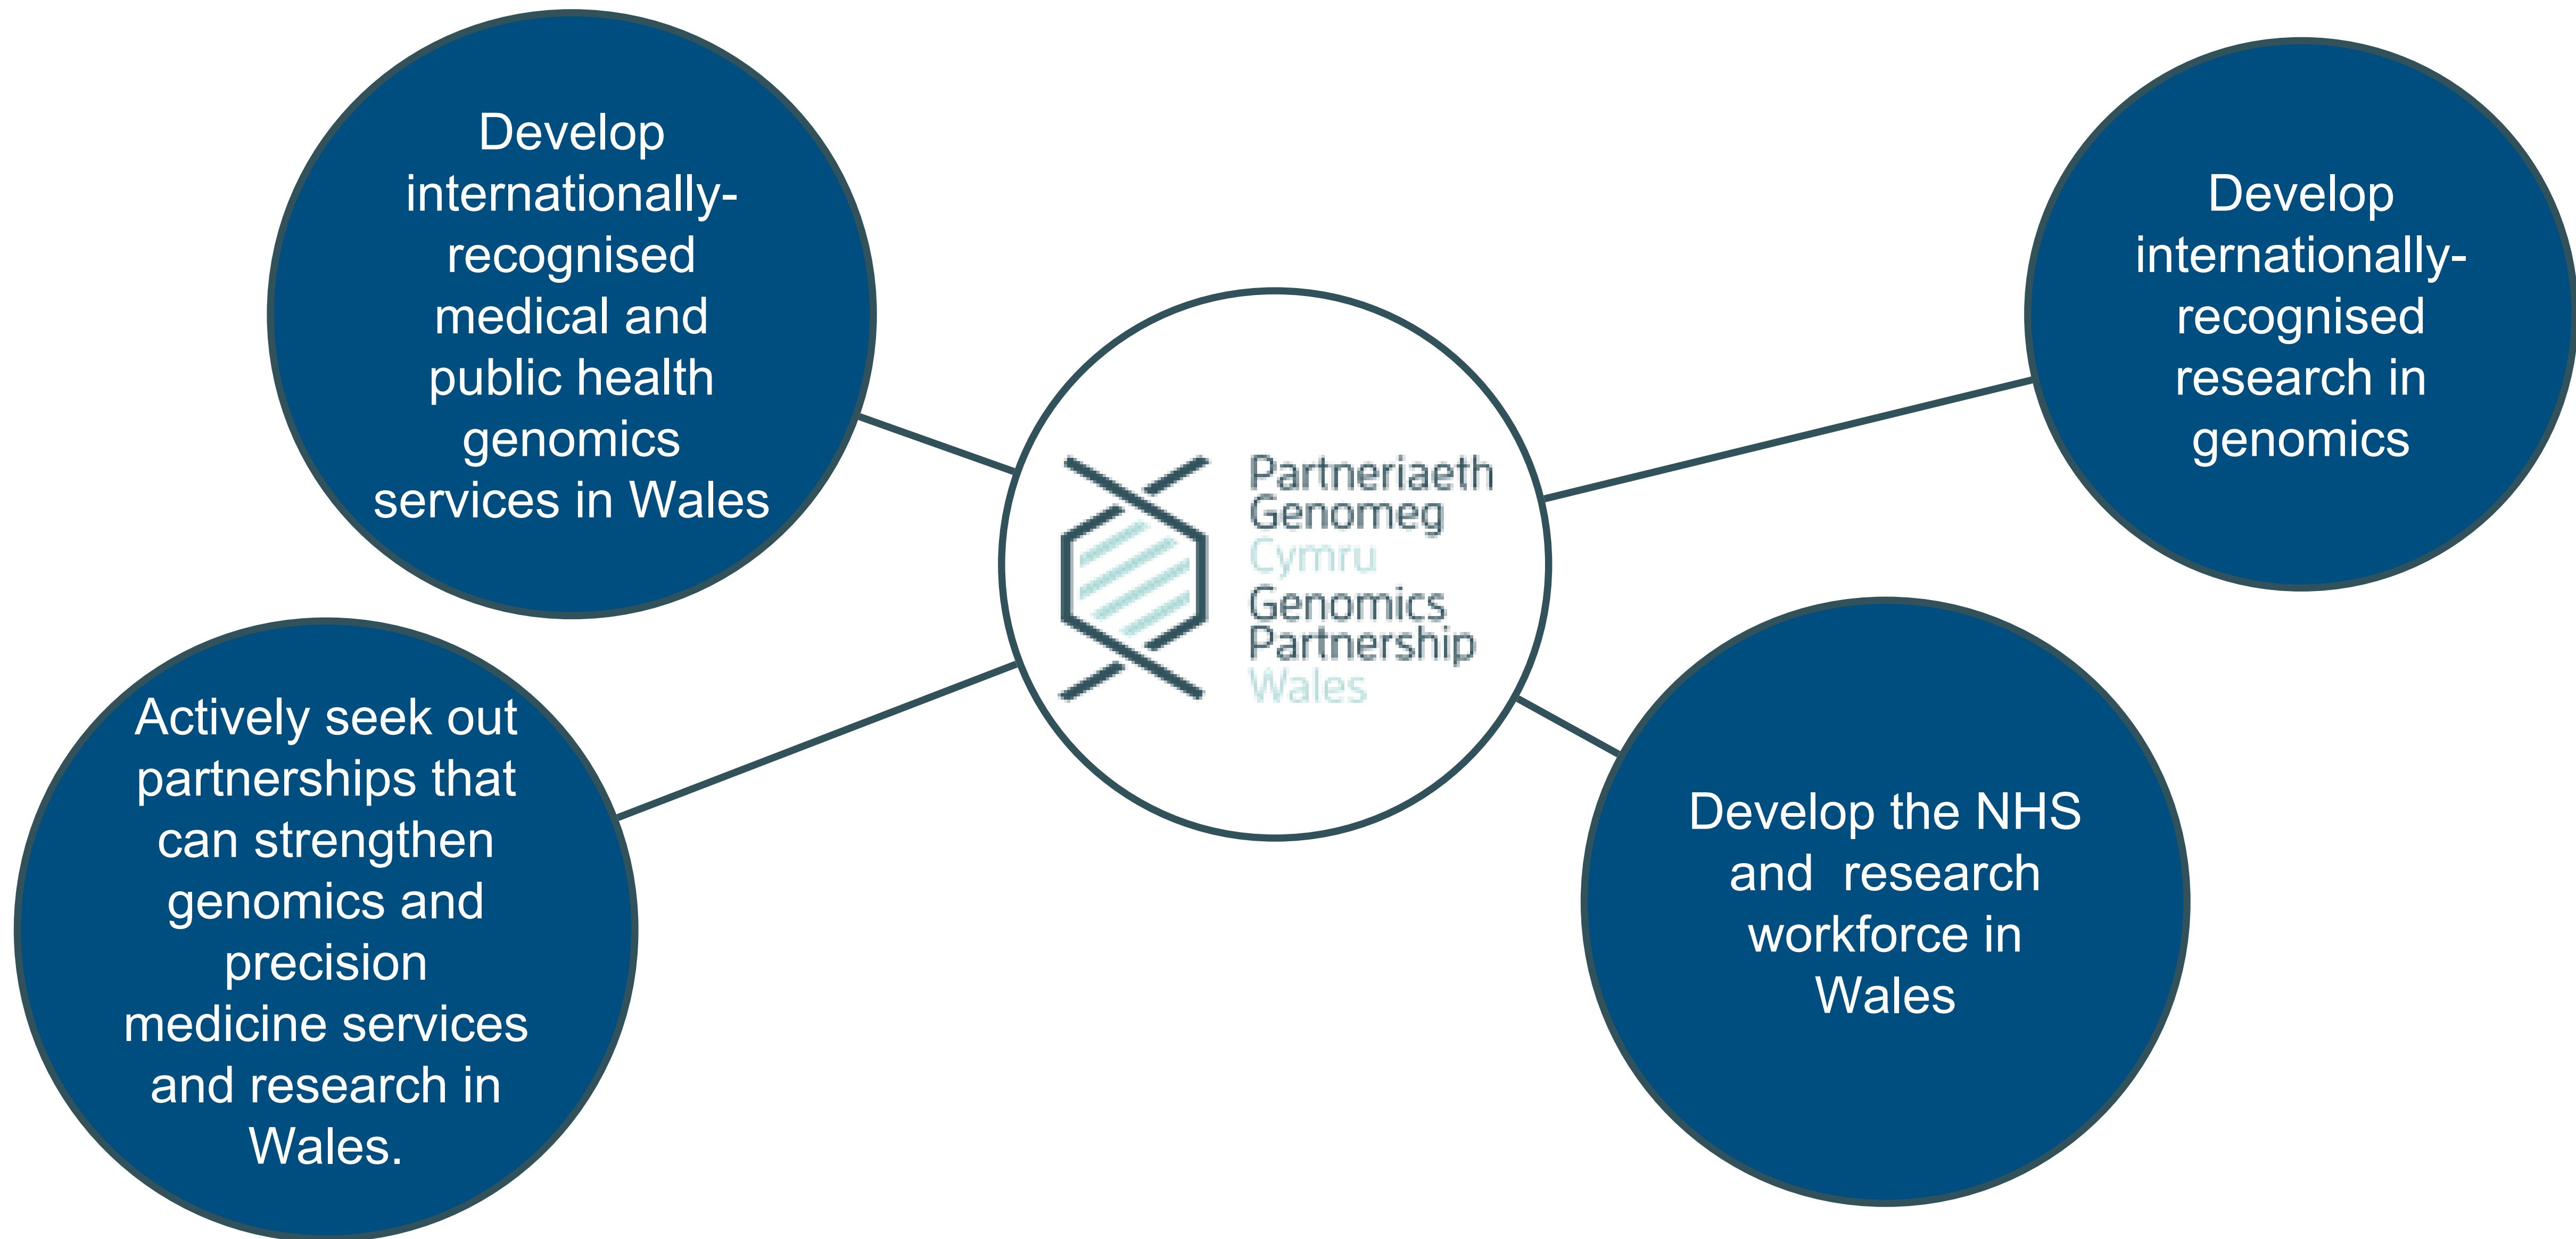 Develop
internationally-
recognised
medical and
public health
genomics
services in Wales
Develop
internationally-
recognised
research in
genomics
Partneriaeth
Genomeg
Cymru
Genomics
Partnership
Wales
Actively seek out
partnerships that
can strengthen
genomics and
precision
medicine services
and research in
Wales.
Develop the NHS
and  research
workforce in
Wales